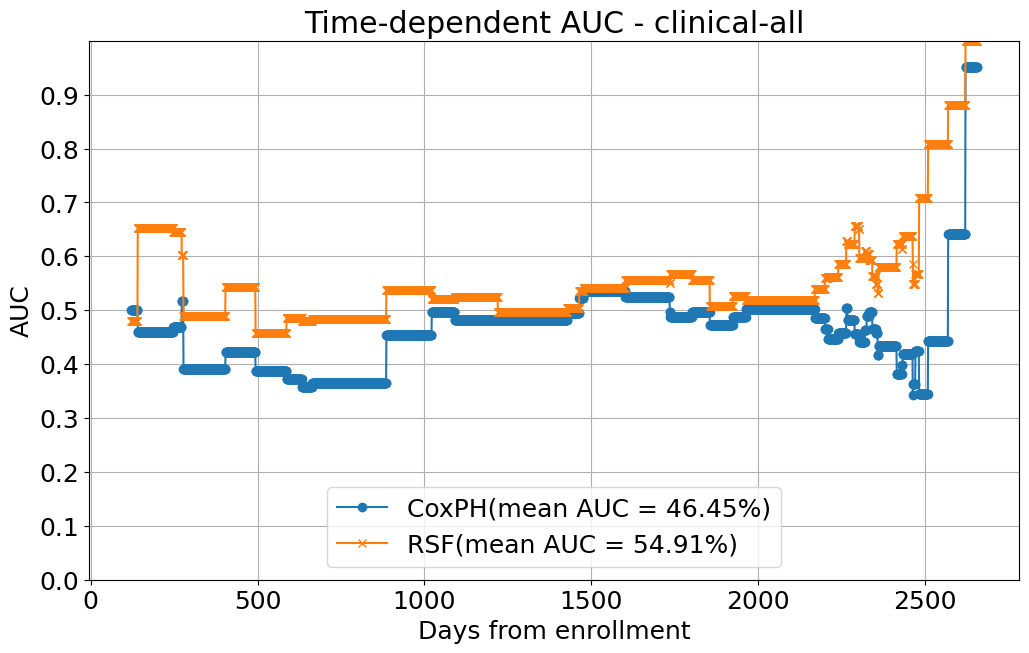 Time-dependent AUC - clinical-all
AUC
0.9
0.8
0.7
0.6
0.5
0.4
0.3
0.2
0.1
0.0
CoxPH(mean AUC = 46.45%)
RSF(mean AUC = 54.91%)
0 500 1000 1500 2000 2500
Days from enrollment